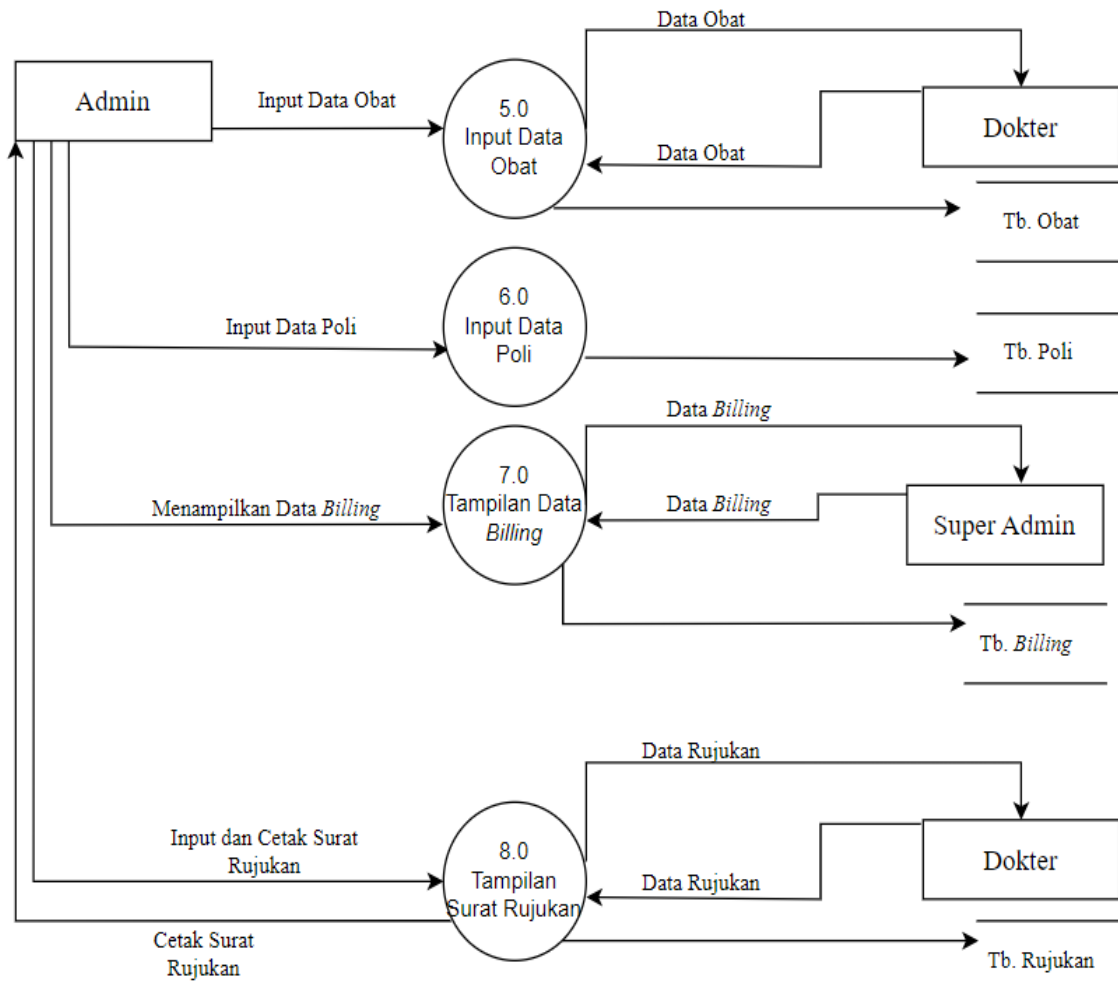 Data Obat
Admin
Input Data Obat
5.0
Input Data
Obat
Dokter
Data Obat
Tb. Obat
6.0
Input Data
Poli
Input Data Poli
Tb. Poli
Data Billing
7.0
Tampilan Data
Billing
Menampilkan Data Billing
Data Billing
Super Admin
Tb. Billing
Data Rujukan
Input dan Cetak Surat
Rujukan
8.0
Tampilan
Surat Rujukan
Dokter
Data Rujukan
Cetak Surat
Rujukan
Tb. Rujukan